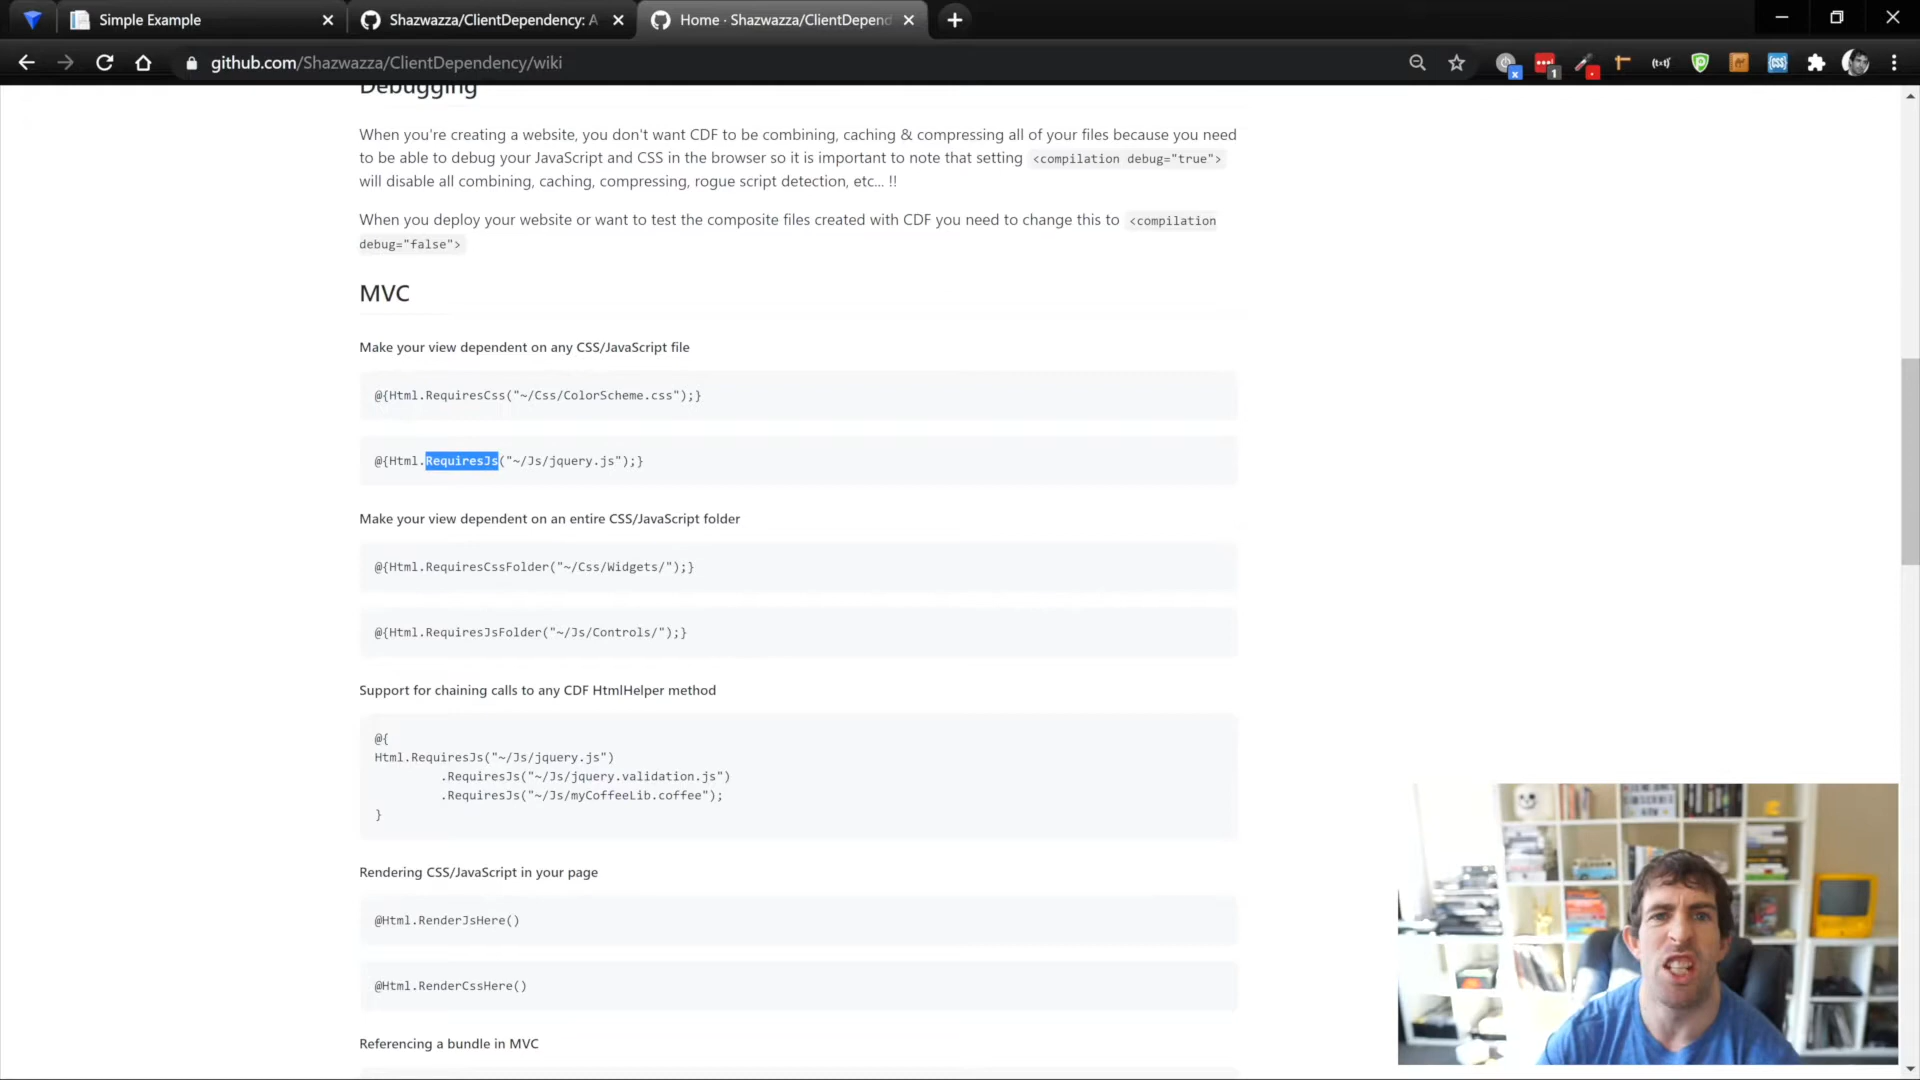 Simple Example
Shazwazza/ClientDependency: A
Home · Shazwazza/ClientDepend
github.com/Shazwazza/ClientDependency/wiki
Debugging
When you're creating a website, you don't want CDF to be combining, caching & compressing all of your files because you need
to be able to debug your JavaScript and CSS in the browser so it is important to note that setting <compilation debug="true">
will disable all combining, caching, compressing, rogue script detection, etc... !!
When you deploy your website or want to test the composite files created with CDF you need to change this to <compilation
debug="false">
MVC
Make your view dependent on any CSS/JavaScript file
@{Html.RequiresCss("~/Css/ColorScheme.css");}
@{Html.RequiresJs("~/Js/jquery.js");}
Make your view dependent on an entire CSS/JavaScript folder
@{Html.RequiresCssFolder("~/Css/Widgets/");}
@{Html.RequiresJsFolder("~/Js/Controls/");}
Support for chaining calls to any CDF HtmlHelper method
@{
Html.RequiresJs("~/Js/jquery.js")
.RequiresJs("~/Js/jquery.validation.js")
.RequiresJs("~/Js/myCoffeeLib.coffee");
}
Rendering CSS/JavaScript in your page
@Html.RenderJsHere()
@Html.RenderCssHere()
Referencing a bundle in MVC